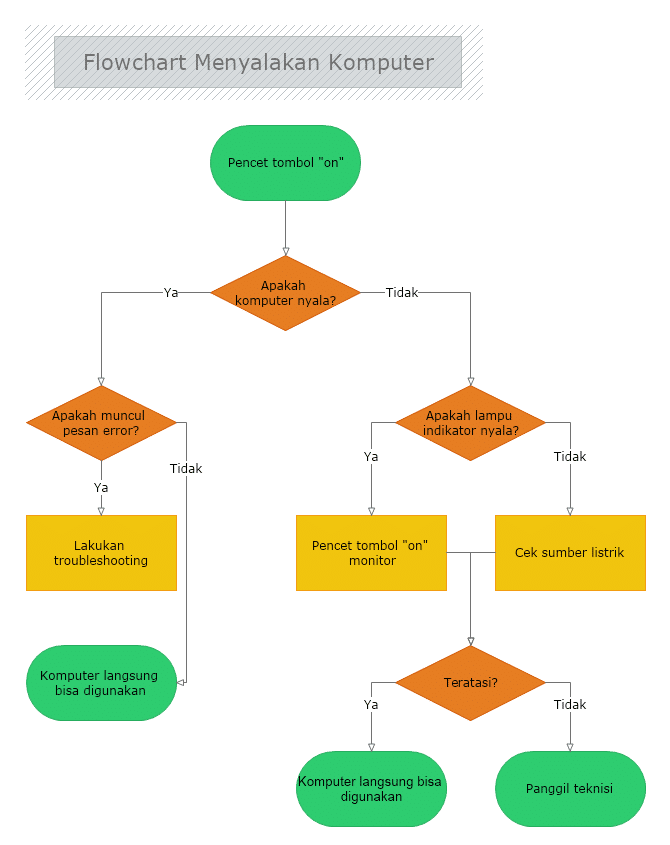 Flowchart Menyalakan Komputer
Pencet tombol "on"
Apakah
komputer nyala?
Ya
Tidak
Apakah muncul
pesan error?
Apakah lampu
indikator nyala?
Ya
Tidak
Ya
Tidak
Lakukan
troubleshooting
Pencet tombol "on"
monitor
Cek sumber listrik
Komputer langsung
bisa digunakan
Teratasi?
Ya
Tidak
Komputer langsung bisa
digunakan
Panggil teknisi